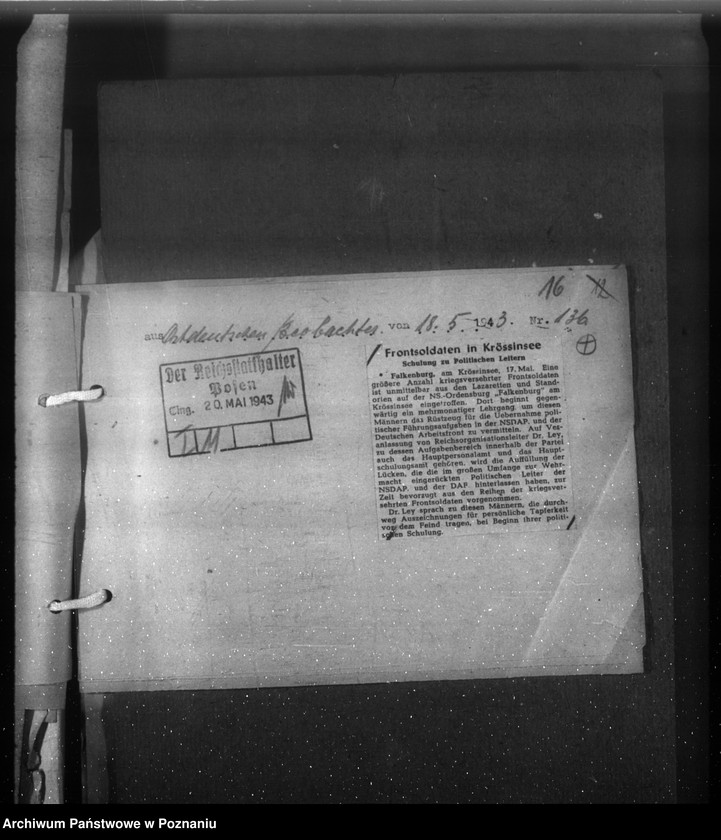 16
aus Ostdeutschen Beobachter von 18. 5. 1943. Nr. 136
Der Reichsstatthalter
Posen
Eing. 20. MAI 1943
Frontsoldaten in Krössinsee
Schulung zu Politischen Leitern
* Falkenburg, am Krössinsee, 17. Mai. Eine
größere Anzahl kriegsversehrter Frontsoldaten
ist unmittelbar aus den Lazaretten und Stand-
orten auf der NS.-Ordensburg „Falkenburg" am
Krössinsee eingetroffen. Dort beginnt gegen-
wärtig ein mehrmonatiger Lehrgang, um diesen
Männern das Rüstzeug für die Uebernahme poli-
tischer Führungsaufgaben in der NSDAP. und der
Deutschen Arbeitsfront zu vermitteln. Auf Ver-
anlassung von Reichsorganisationsleiter Dr. Ley,
zu dessen Aufgabenbereich innerhalb der Partei
auch das Hauptpersonalamt und das Haupt-
schulungsamt gehören, wird die Auffüllung der
Lücken, die die im großen Umfange zur Wehr-
macht eingerückten Politischen Leiter der
NSDAP. und der DAF. hinterlassen haben, zur
Zeit bevorzugt aus den Reihen der kriegsver-
sehrten Frontsoldaten vorgenommen.
Dr. Ley sprach zu diesen Männern, die durch-
weg Auszeichnungen für persönliche Tapferkeit
vor dem Feind tragen, bei Beginn ihrer politi-
schen Schulung.
Archiwum Państwowe w Poznaniu